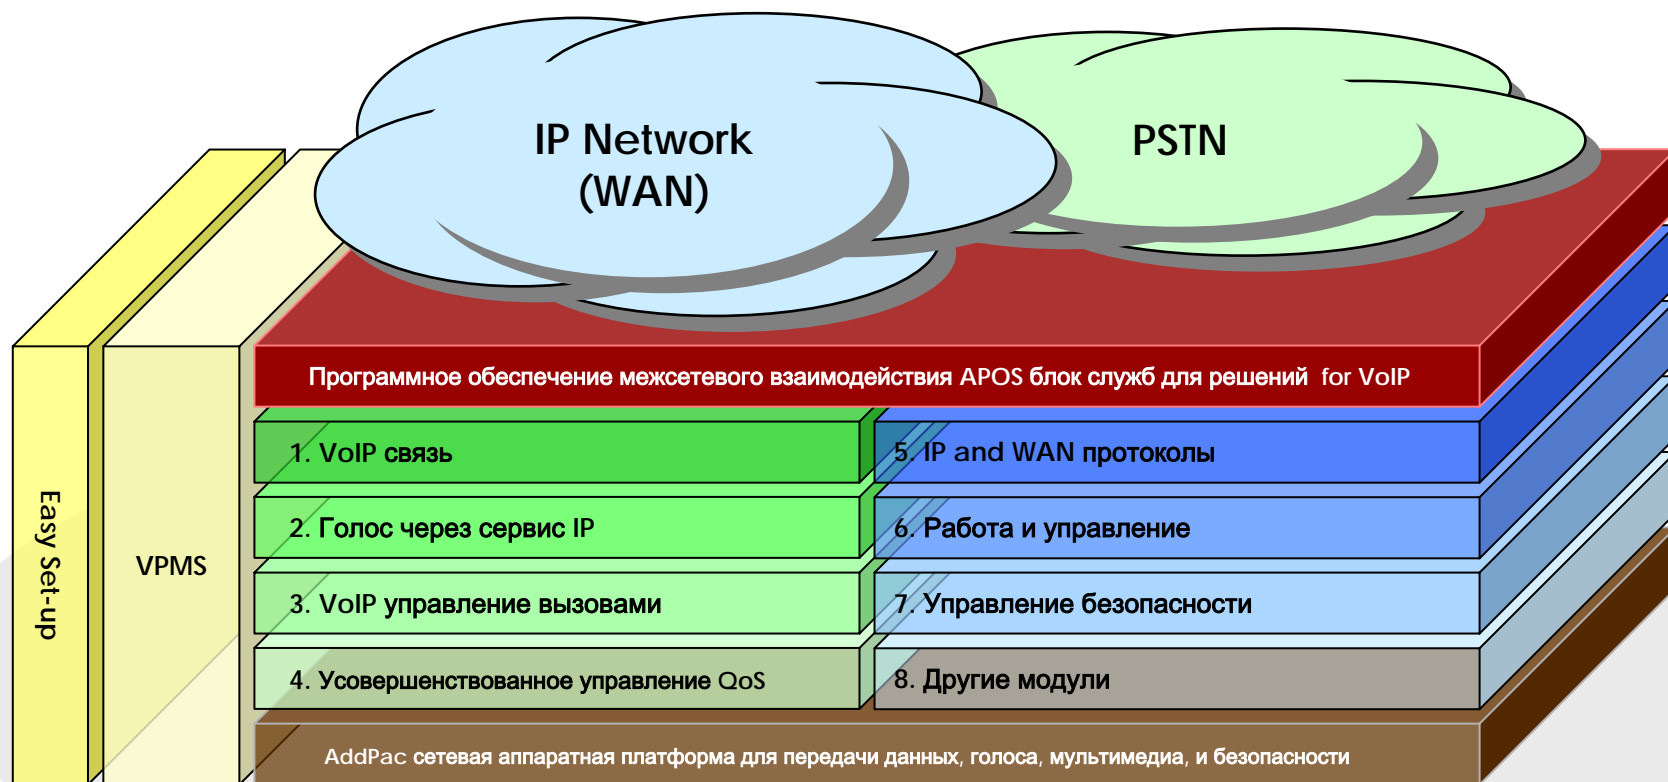 IP Network
(WAN)
PSTN
Программное обеспечение межсетевого взаимодействия APOS блок служб для решений for VoIP
Easy Set-up
VPMS
1. VoIP связь
2. Голос через сервис IP
3. VoIP управление вызовами
4. Усовершенствованное управление QoS
5. IP and WAN протоколы
6. Работа и управление
7. Управление безопасности
8. Другие модули
AddPac сетевая аппаратная платформа для передачи данных, голоса, мультимедиа, и безопасности